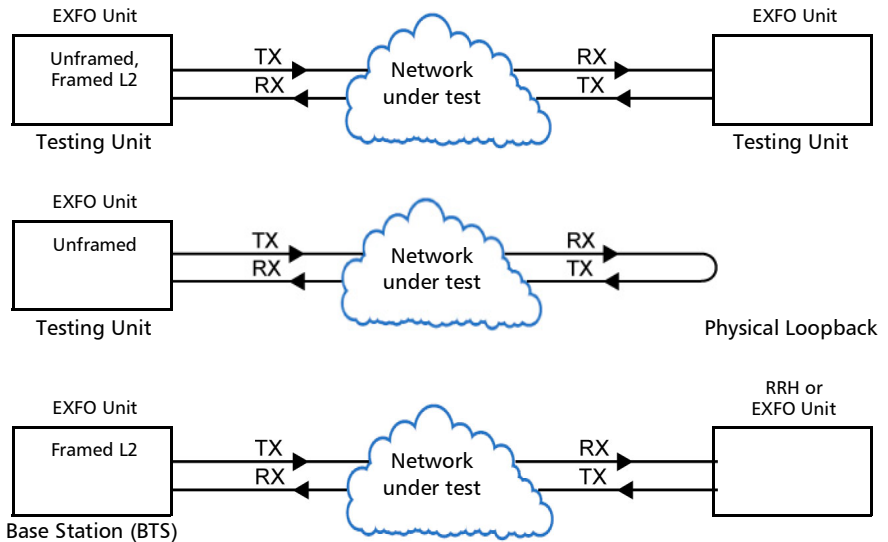 EXFO Unit
EXFO Unit
Unframed,
Framed L2
TX
RX
Network
under test
RX
TX
Testing Unit
Testing Unit
EXFO Unit
Unframed
TX
RX
Network
under test
RX
TX
Testing Unit
Physical Loopback
EXFO Unit
RRH or
EXFO Unit
Framed L2
TX
RX
Network
under test
RX
TX
Base Station (BTS)